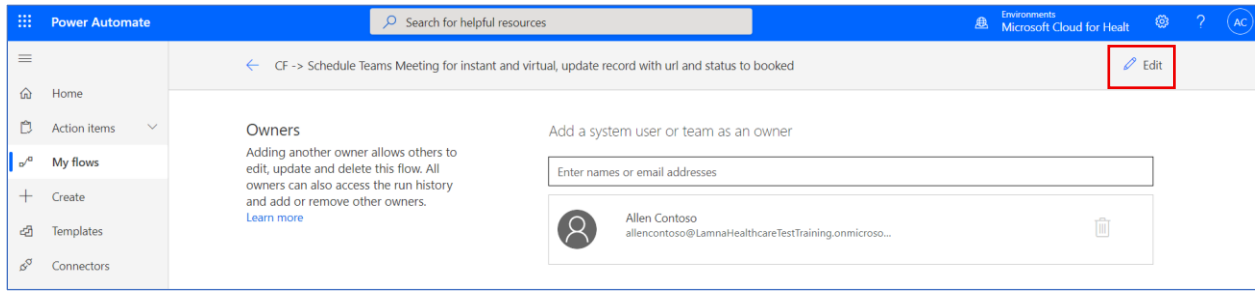 Power Automate
Search for helpful resources
Environments
Microsoft Cloud for Healt
?
AC
CF -> Schedule Teams Meeting for instant and virtual, update record with url and status to booked
Edit
Home
Action items
My flows
Create
Templates
Connectors
Owners
Adding another owner allows others to
edit, update and delete this flow. All
owners can also access the run history
and add or remove other owners.
Learn more
Add a system user or team as an owner
Enter names or email addresses
Allen Contoso
allencontoso@LamnaHealthcareTestTraining.onmicroso...